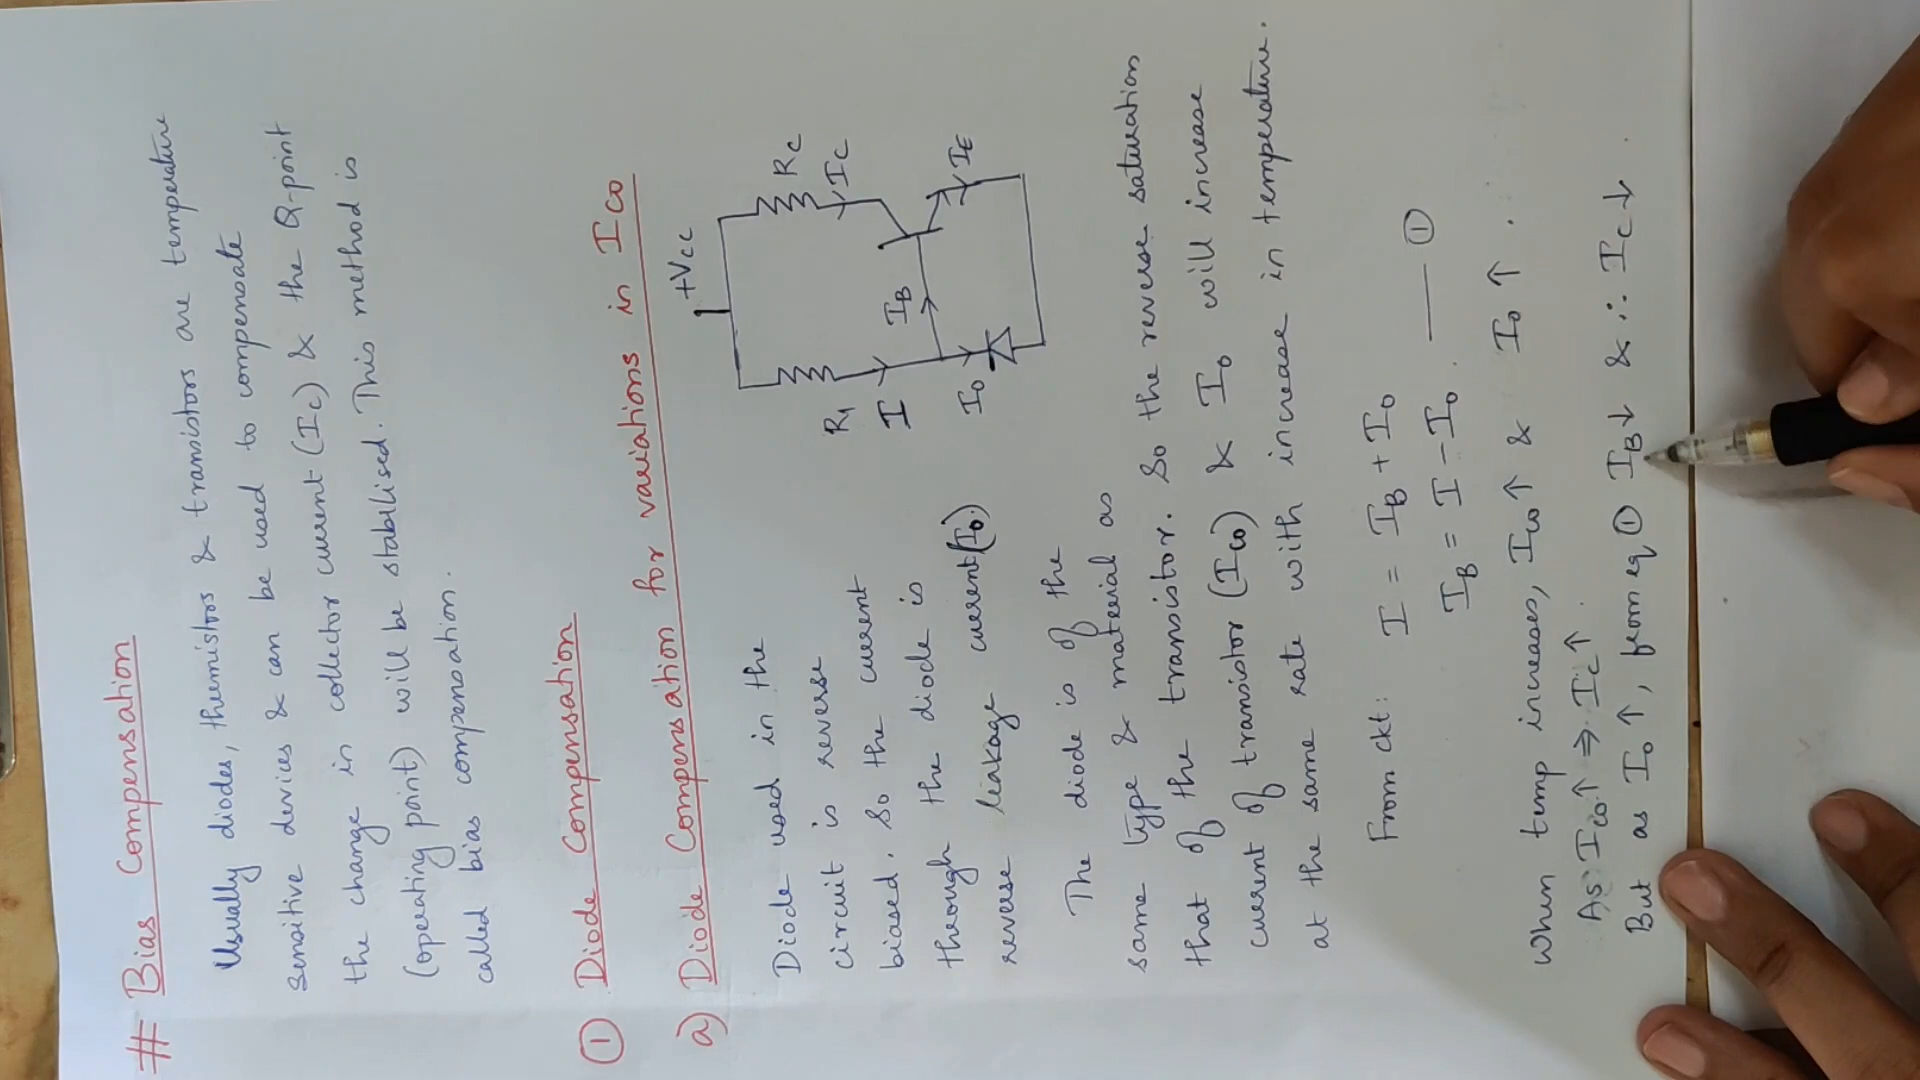 # Bias Compensation
Usually diodes, themistors & transistors are temperature
sensitive devices & can be used to compensate
the change in collector current (IC) & the Q-point
(operating point) will be stabilised. This method is
called bias compensation.
① Diode Compensation
a) Diode Compensation for variations in ICO
+VCC
RC
IC
R1
I
IB
IE
IO
Diode used in the
circuit is reverse
biased. So the current
through the diode is
reverse leakage current (IO).
The diode is of the
same type & material as
that of the transistor. So the reverse saturation
current of transistor (ICO) & IO will increase
at the same rate with increase in temperature.
From ckt: I = IB + IO
IB = I - IO. —— ①
When temp increases, ICO ↑ & IO ↑.
As ICO ↑ ⇒ IC ↑.
But as IO ↑, from eq ① IB ↓ & ∴ IC ↓.